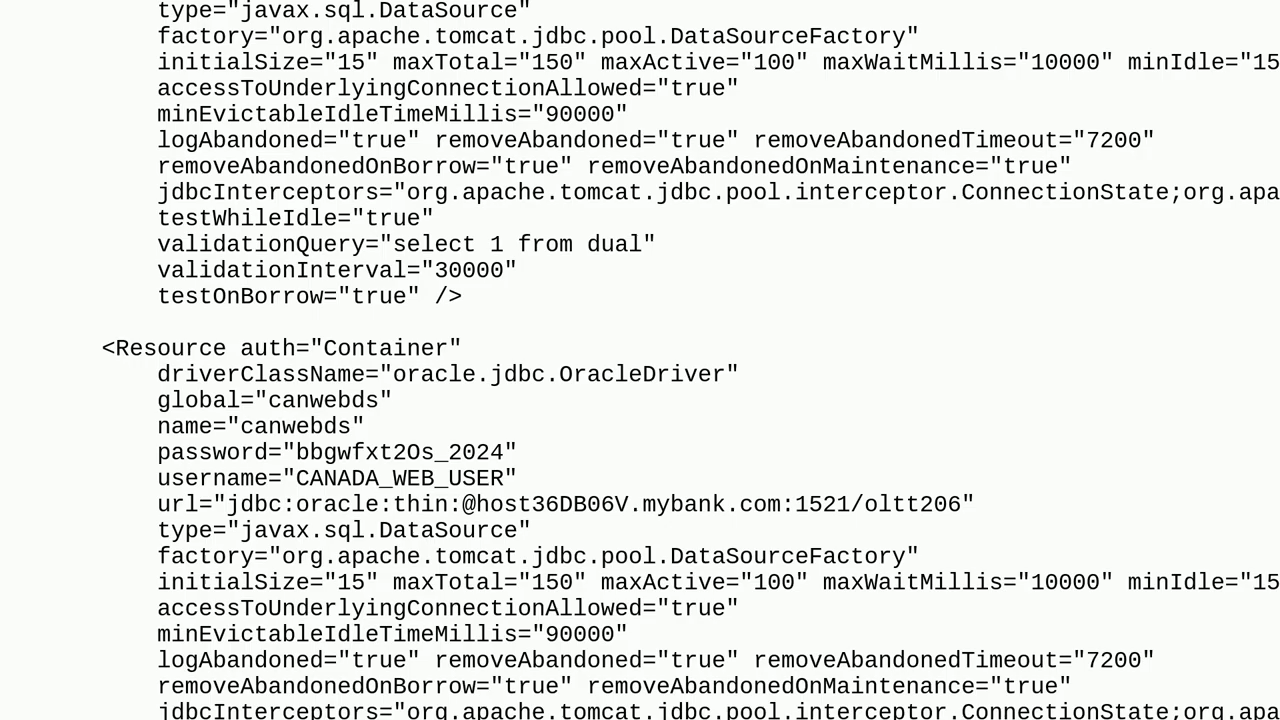 type="javax.sql.DataSource"
factory="org.apache.tomcat.jdbc.pool.DataSourceFactory"
initialSize="15" maxTotal="150" maxActive="100" maxWaitMillis="10000" minIdle="15
accessToUnderlyingConnectionAllowed="true"
minEvictableIdleTimeMillis="90000"
logAbandoned="true" removeAbandoned="true" removeAbandonedTimeout="7200"
removeAbandonedOnBorrow="true" removeAbandonedOnMaintenance="true"
jdbcInterceptors="org.apache.tomcat.jdbc.pool.interceptor.ConnectionState;org.apa
testWhileIdle="true"
validationQuery="select 1 from dual"
validationInterval="30000"
testOnBorrow="true" />
<Resource auth="Container"
driverClassName="oracle.jdbc.OracleDriver"
global="canwebds"
name="canwebds"
password="bbgwfxt2Os_2024"
username="CANADA_WEB_USER"
url="jdbc:oracle:thin:@host36DB06V.mybank.com:1521/oltt206"
type="javax.sql.DataSource"
factory="org.apache.tomcat.jdbc.pool.DataSourceFactory"
initialSize="15" maxTotal="150" maxActive="100" maxWaitMillis="10000" minIdle="15
accessToUnderlyingConnectionAllowed="true"
minEvictableIdleTimeMillis="90000"
logAbandoned="true" removeAbandoned="true" removeAbandonedTimeout="7200"
removeAbandonedOnBorrow="true" removeAbandonedOnMaintenance="true"
jdbcInterceptors="org.apache.tomcat.jdbc.pool.interceptor.ConnectionState;org.apa